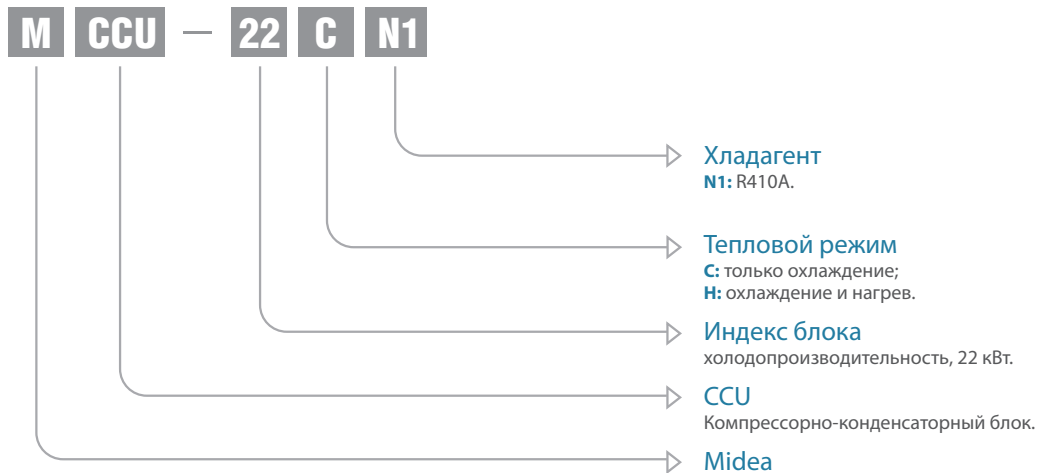 M CCU — 22 C N1
Хладагент
N1: R410A.
Тепловой режим
C: только охлаждение;
H: охлаждение и нагрев.
Индекс блока
холодопроизводительность, 22 кВт.
CCU
Компрессорно-конденсаторный блок.
Midea